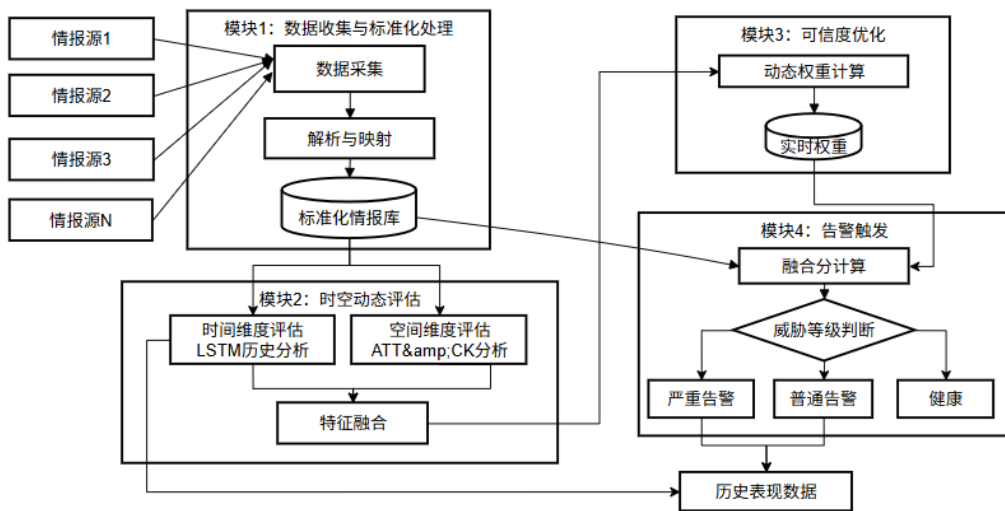 情报源1
情报源2
情报源3
情报源N
模块1：数据收集与标准化处理
数据采集
解析与映射
标准化情报库
模块2：时空动态评估
时间维度评估
LSTM历史分析
空间维度评估
ATT&amp;CK分析
特征融合
模块3：可信度优化
动态权重计算
实时权重
模块4：告警触发
融合分计算
威胁等级判断
严重告警
普通告警
健康
历史表现数据